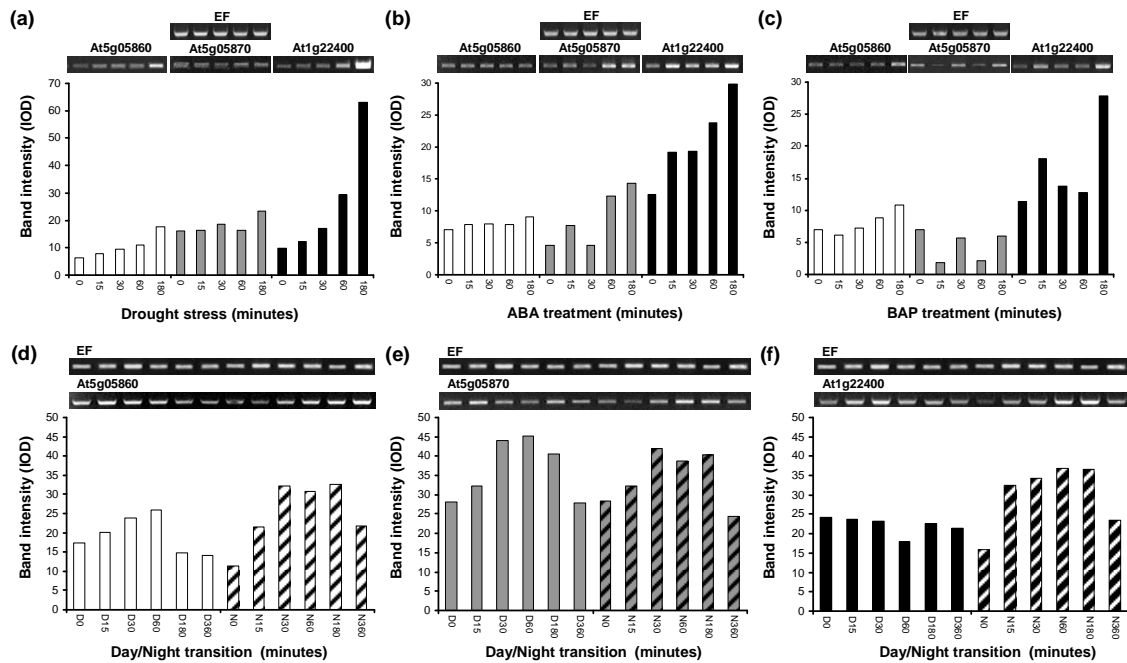 (a)
EF
At5g05860 At5g05870 At1g22400
Band intensity (IOD)
70
60
50
40
30
20
10
0
0 15 30 60 180 0 15 30 60 180 0 15 30 60 180
Drought stress (minutes)
(b)
EF
At5g05860 At5g05870 At1g22400
Band intensity (IOD)
30
25
20
15
10
5
0
0 15 30 60 180 0 15 30 60 180 0 15 30 60 180
ABA treatment (minutes)
(c)
EF
At5g05860 At5g05870 At1g22400
Band intensity (IOD)
30
25
20
15
10
5
0
0 15 30 60 180 0 15 30 60 180 0 15 30 60 180
BAP treatment (minutes)
(d)
EF
At5g05860
Band intensity (IOD)
50
45
40
35
30
25
20
15
10
5
0
D0 D15 D30 D60 D180 D360 N0 N15 N30 N60 N180 N360
Day/Night transition (minutes)
(e)
EF
At5g05870
Band intensity (IOD)
50
45
40
35
30
25
20
15
10
5
0
D0 D15 D30 D60 D180 D360 N0 N15 N30 N60 N180 N360
Day/Night transition (minutes)
(f)
EF
At1g22400
Band intensity (IOD)
50
45
40
35
30
25
20
15
10
5
0
D0 D15 D30 D60 D180 D360 N0 N15 N30 N60 N180 N360
Day/Night transition (minutes)